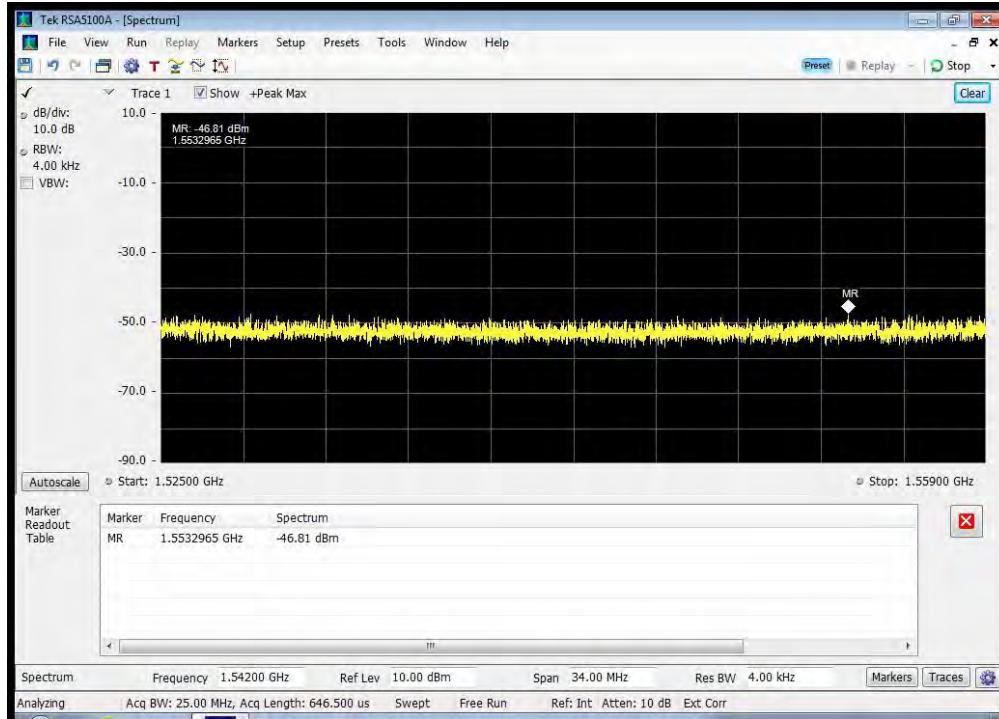 Tek RSA5100A - [Spectrum]
File View Run Replay Markers Setup Presets Tools Window Help
T
Preset Replay Stop
Trace 1 Show +Peak Max Clear
dB/div:
10.0 dB
RBW:
4.00 kHz
VBW:
10.0 -
-10.0 -
-30.0 -
-50.0 -
-70.0 -
-90.0 -
MR: -46.81 dBm
1.5532965 GHz
MR
Autoscale Start: 1.52500 GHz Stop: 1.55900 GHz
Marker
Readout
Table
Marker Frequency Spectrum
MR 1.5532965 GHz -46.81 dBm
Spectrum Frequency 1.54200 GHz Ref Lev 10.00 dBm Span 34.00 MHz Res BW 4.00 kHz Markers Traces
Analyzing Acq BW: 25.00 MHz, Acq Length: 646.500 us Swept Free Run Ref: Int Atten: 10 dB Ext Corr